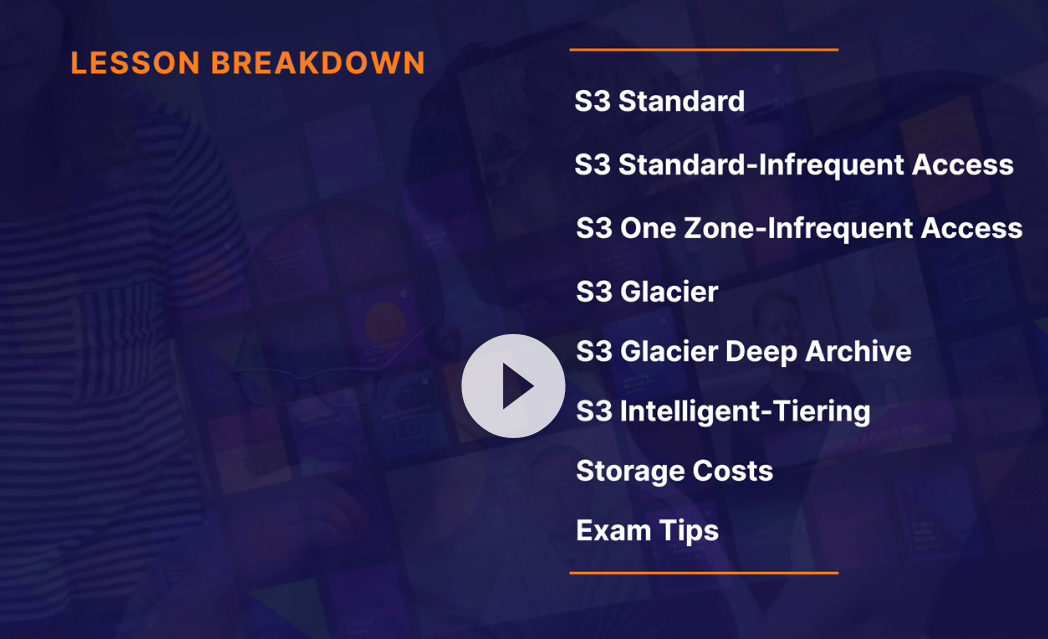 LESSON BREAKDOWN
S3 Standard
S3 Standard-Infrequent Access
S3 One Zone-Infrequent Access
S3 Glacier
S3 Glacier Deep Archive
S3 Intelligent-Tiering
Storage Costs
Exam Tips